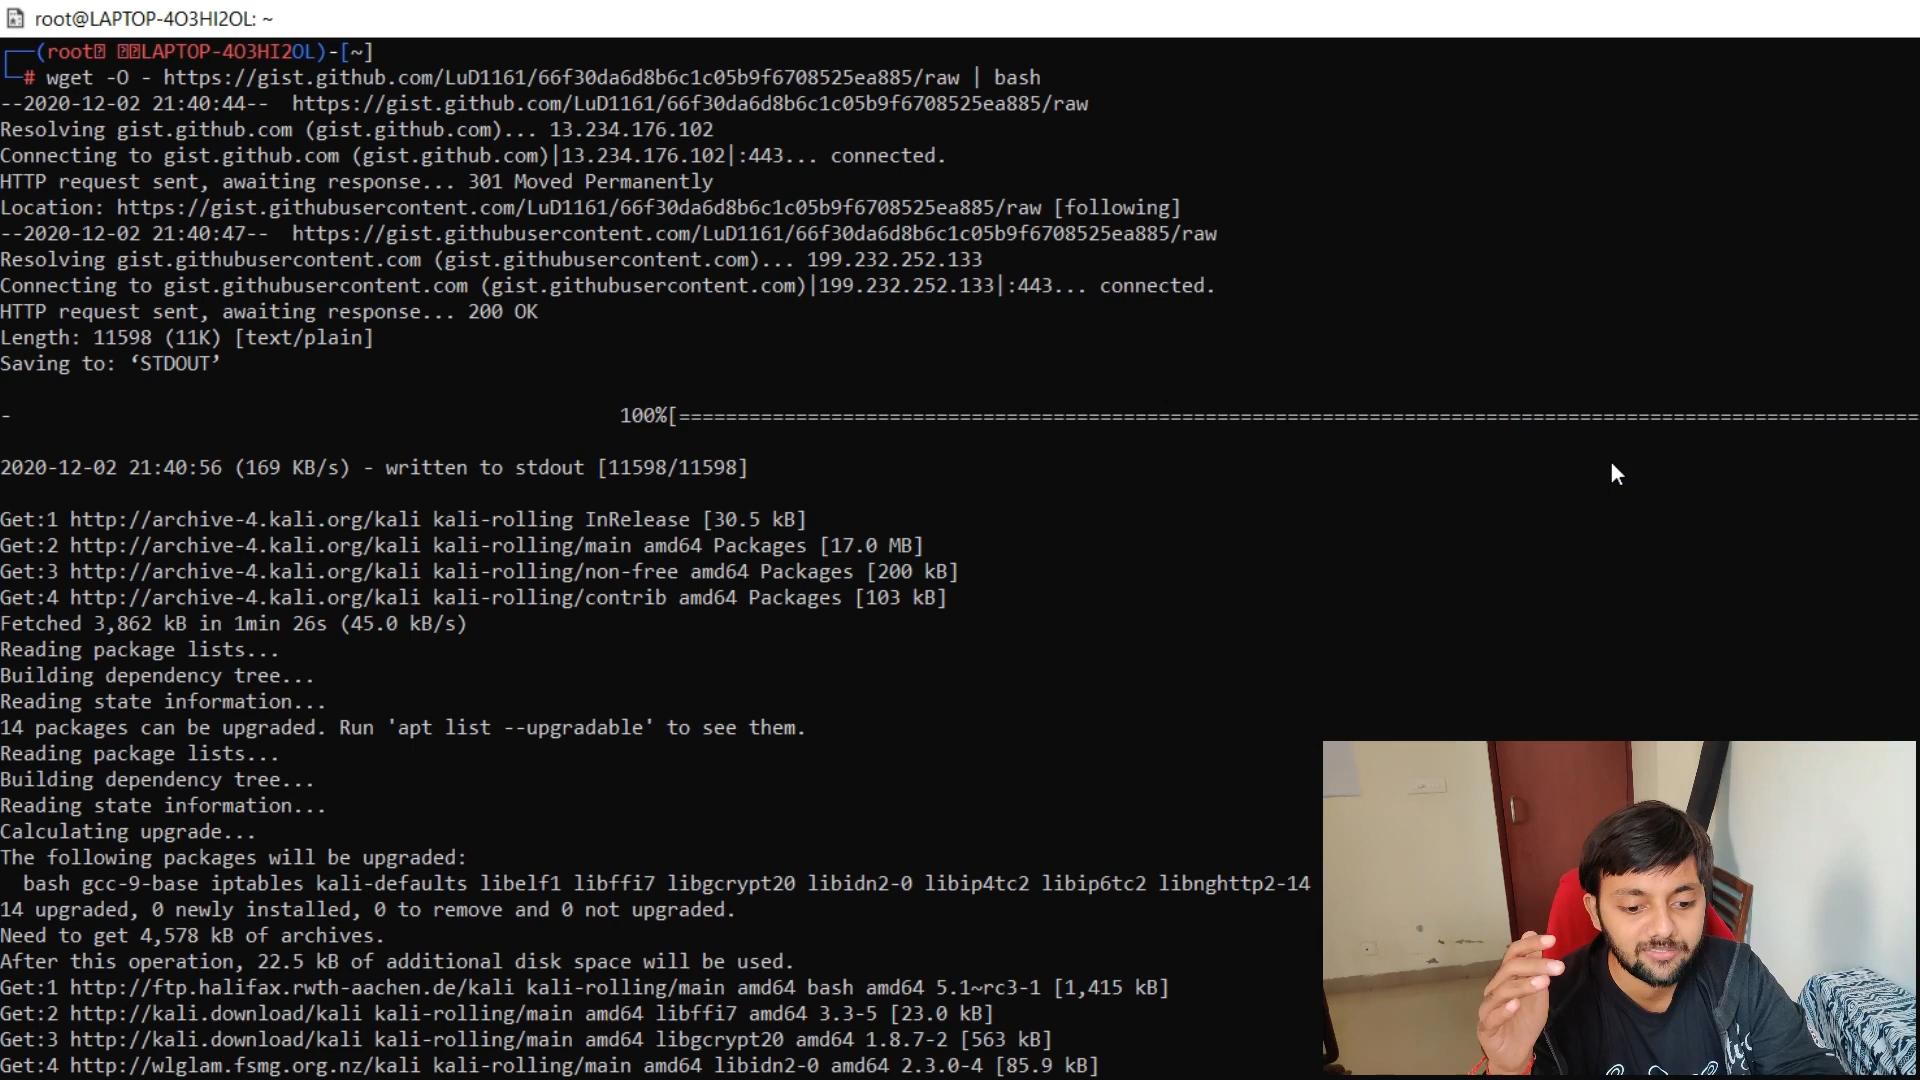 root@LAPTOP-4O3HI2OL: ~
(root LAPTOP-4O3HI2OL)-[~]
# wget -O - https://gist.github.com/LuD1161/66f30da6d8b6c1c05b9f6708525ea885/raw | bash
--2020-12-02 21:40:44--  https://gist.github.com/LuD1161/66f30da6d8b6c1c05b9f6708525ea885/raw
Resolving gist.github.com (gist.github.com)... 13.234.176.102
Connecting to gist.github.com (gist.github.com)|13.234.176.102|:443... connected.
HTTP request sent, awaiting response... 301 Moved Permanently
Location: https://gist.githubusercontent.com/LuD1161/66f30da6d8b6c1c05b9f6708525ea885/raw [following]
--2020-12-02 21:40:47--  https://gist.githubusercontent.com/LuD1161/66f30da6d8b6c1c05b9f6708525ea885/raw
Resolving gist.githubusercontent.com (gist.githubusercontent.com)... 199.232.252.133
Connecting to gist.githubusercontent.com (gist.githubusercontent.com)|199.232.252.133|:443... connected.
HTTP request sent, awaiting response... 200 OK
Length: 11598 (11K) [text/plain]
Saving to: ‘STDOUT’
- 100%[==========================================================================================================
2020-12-02 21:40:56 (169 KB/s) - written to stdout [11598/11598]
Get:1 http://archive-4.kali.org/kali kali-rolling InRelease [30.5 kB]
Get:2 http://archive-4.kali.org/kali kali-rolling/main amd64 Packages [17.0 MB]
Get:3 http://archive-4.kali.org/kali kali-rolling/non-free amd64 Packages [200 kB]
Get:4 http://archive-4.kali.org/kali kali-rolling/contrib amd64 Packages [103 kB]
Fetched 3,862 kB in 1min 26s (45.0 kB/s)
Reading package lists...
Building dependency tree...
Reading state information...
14 packages can be upgraded. Run 'apt list --upgradable' to see them.
Reading package lists...
Building dependency tree...
Reading state information...
Calculating upgrade...
The following packages will be upgraded:
bash gcc-9-base iptables kali-defaults libelf1 libffi7 libgcrypt20 libidn2-0 libip4tc2 libip6tc2 libnghttp2-14
14 upgraded, 0 newly installed, 0 to remove and 0 not upgraded.
Need to get 4,578 kB of archives.
After this operation, 22.5 kB of additional disk space will be used.
Get:1 http://ftp.halifax.rwth-aachen.de/kali kali-rolling/main amd64 bash amd64 5.1~rc3-1 [1,415 kB]
Get:2 http://kali.download/kali kali-rolling/main amd64 libffi7 amd64 3.3-5 [23.0 kB]
Get:3 http://kali.download/kali kali-rolling/main amd64 libgcrypt20 amd64 1.8.7-2 [563 kB]
Get:4 http://wlglam.fsmg.org.nz/kali kali-rolling/main amd64 libidn2-0 amd64 2.3.0-4 [85.9 kB]